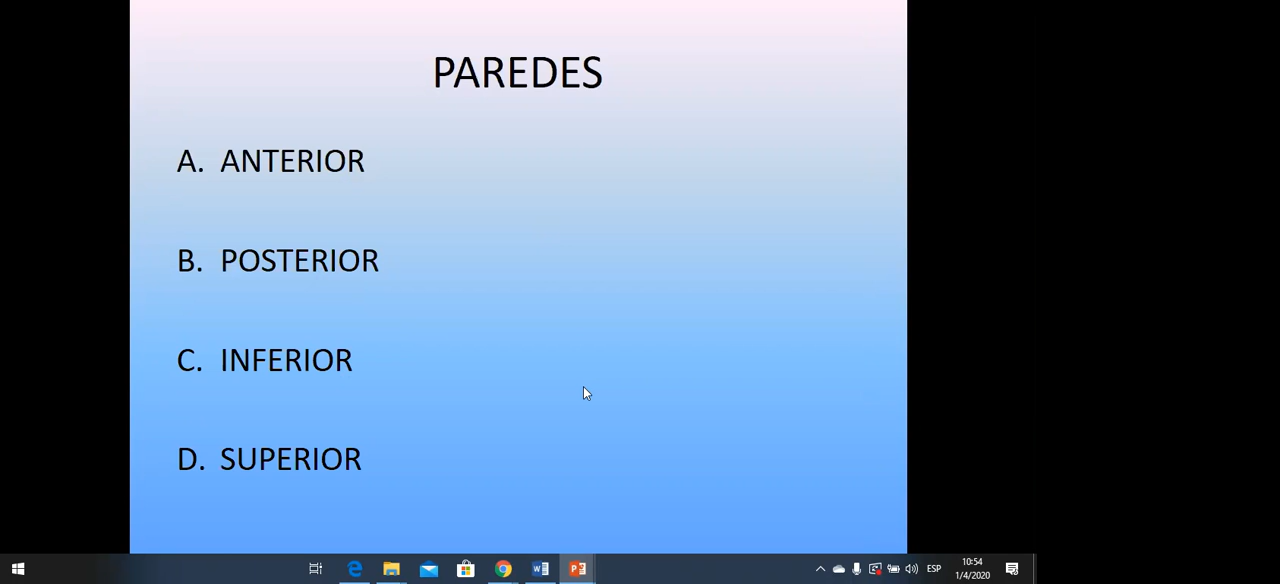 PAREDES
A. ANTERIOR
B. POSTERIOR
C. INFERIOR
D. SUPERIOR
ESP
10:54
1/4/2020